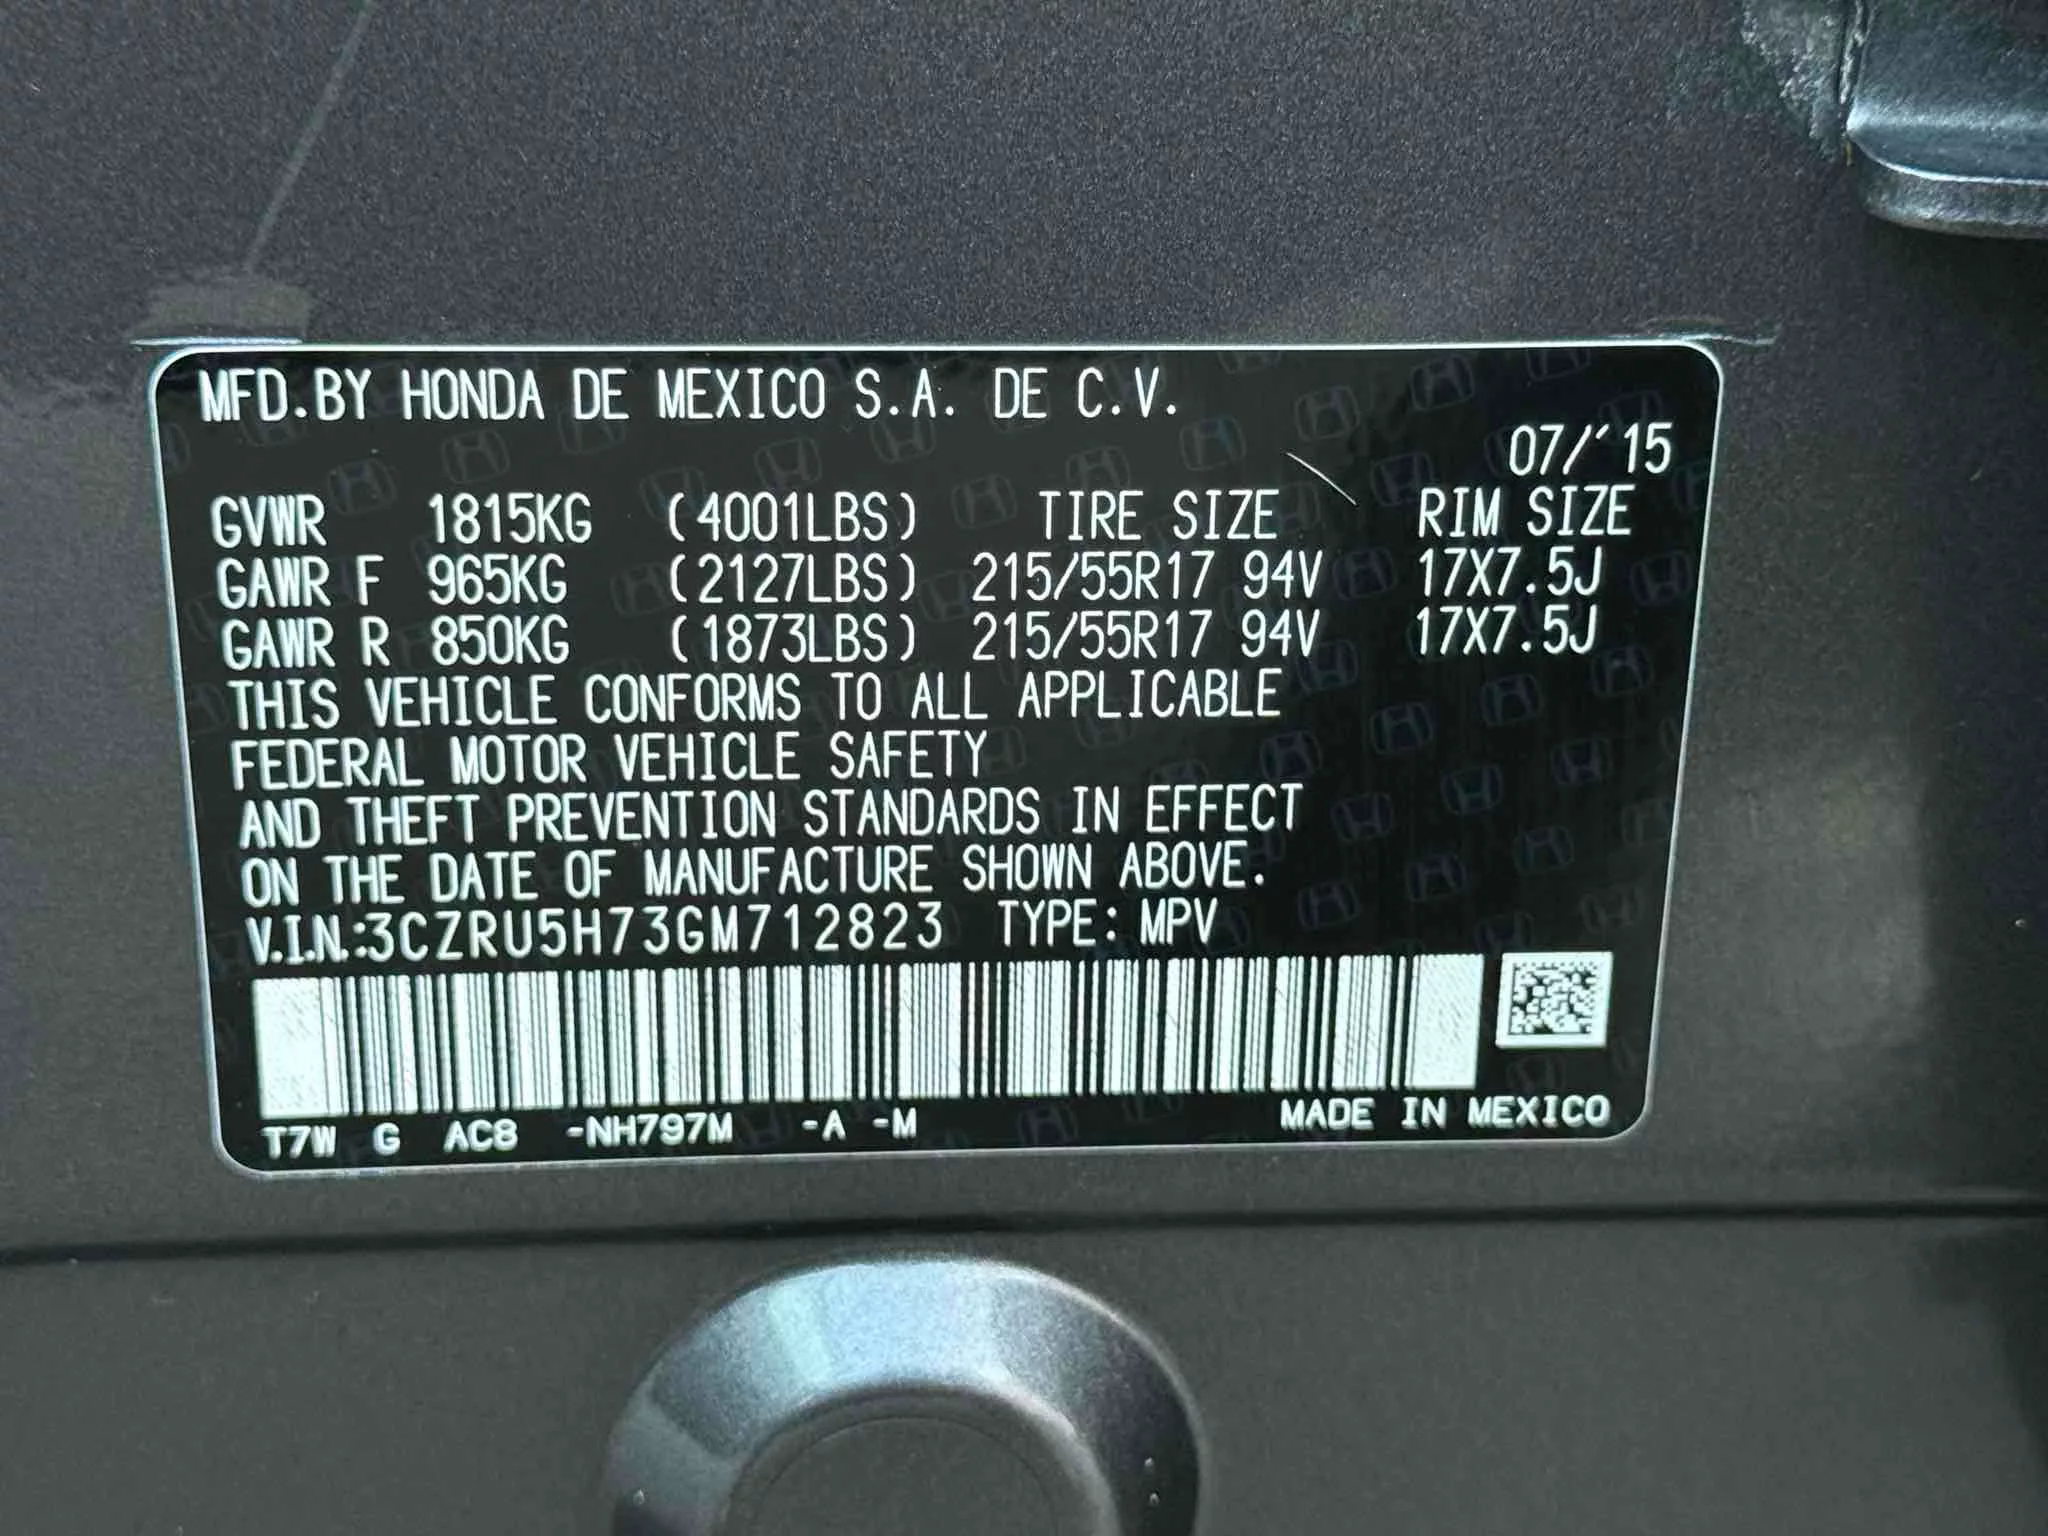 MFD.BY HONDA DE MEXICO S.A. DE C.V.
07/'15
GVWR 1815KG (4001LBS) TIRE SIZE RIM SIZE
GAWR F 965KG (2127LBS) 215/55R17 94V 17X7.5J
GAWR R 850KG (1873LBS) 215/55R17 94V 17X7.5J
THIS VEHICLE CONFORMS TO ALL APPLICABLE
FEDERAL MOTOR VEHICLE SAFETY
AND THEFT PREVENTION STANDARDS IN EFFECT
ON THE DATE OF MANUFACTURE SHOWN ABOVE.
V.I.N.:3CZRU5H73GM712823 TYPE: MPV
T7W G AC8 -NH797M -A -M MADE IN MEXICO